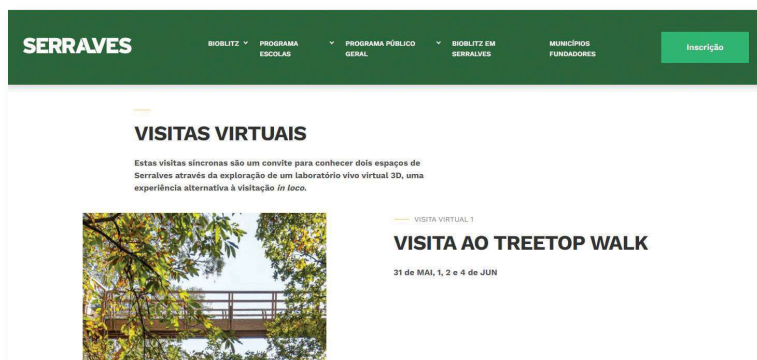 SERRALVES
BIOBLITZ
PROGRAMA
ESCOLAS
PROGRAMA PÚBLICO
GERAL
BIOBLITZ EM
SERRALVES
MUNICÍPIOS
FUNDADORES
Inscrição
VISITAS VIRTUAIS
Estas visitas síncronas são um convite para conhecer dois espaços de
Serralves através da exploração de um laboratório vivo virtual 3D, uma
experiência alternativa à visitação in loco.
VISITA VIRTUAL 1
VISITA AO TREETOP WALK
31 de MAI, 1, 2 e 4 de JUN